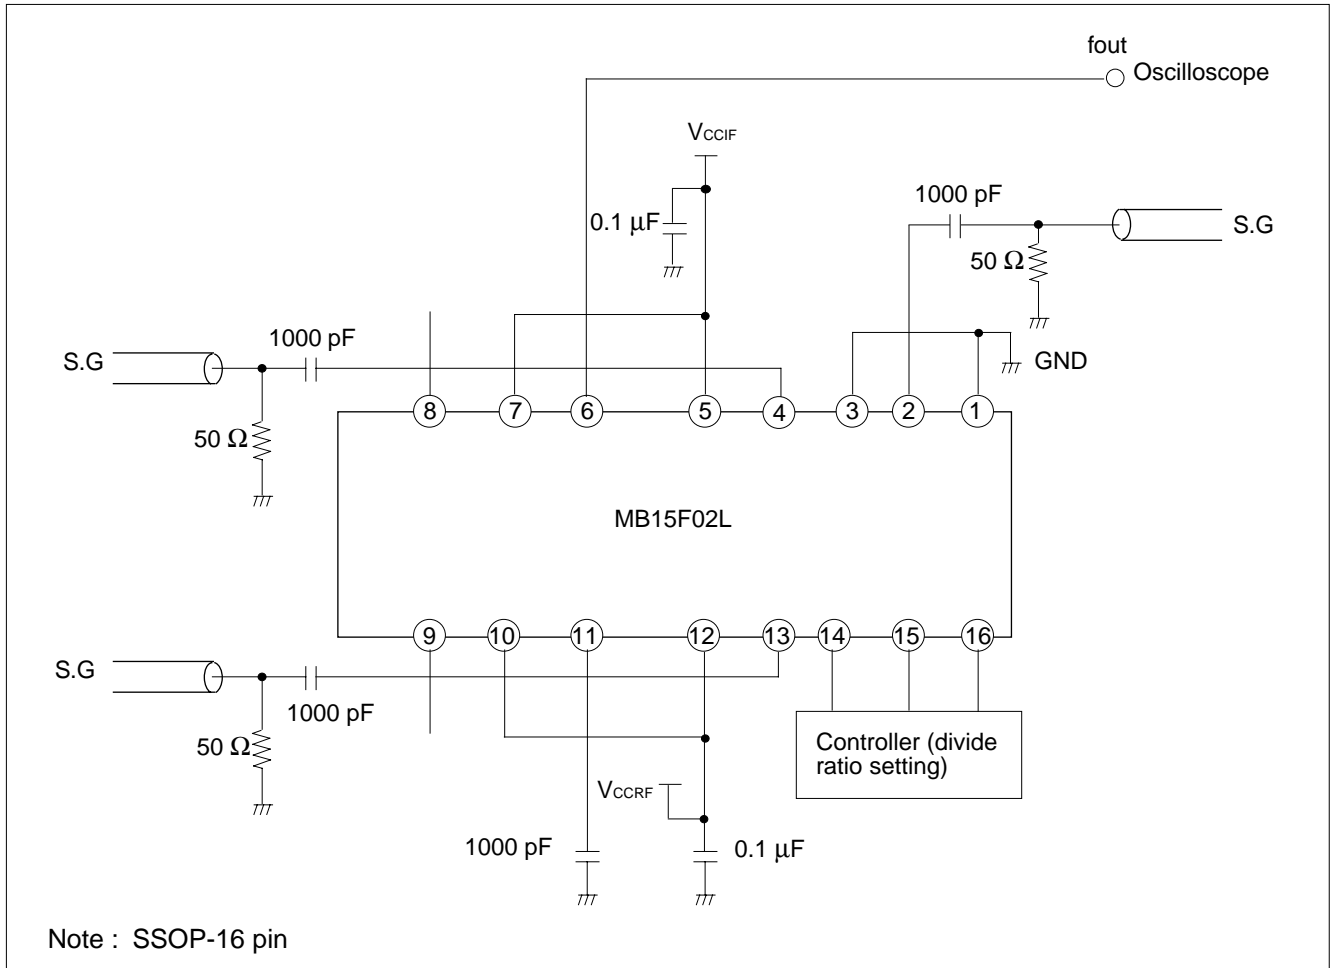 fout
Oscilloscope
VCCIF
1000 pF
0.1 μF
S.G
50 Ω
1000 pF
S.G
GND
8 7 6 5 4 3 2 1
50 Ω
MB15F02L
9 10 11 12 13 14 15 16
S.G
1000 pF
50 Ω
Controller (divide
ratio setting)
VCCRF
1000 pF
0.1 μF
Note : SSOP-16 pin